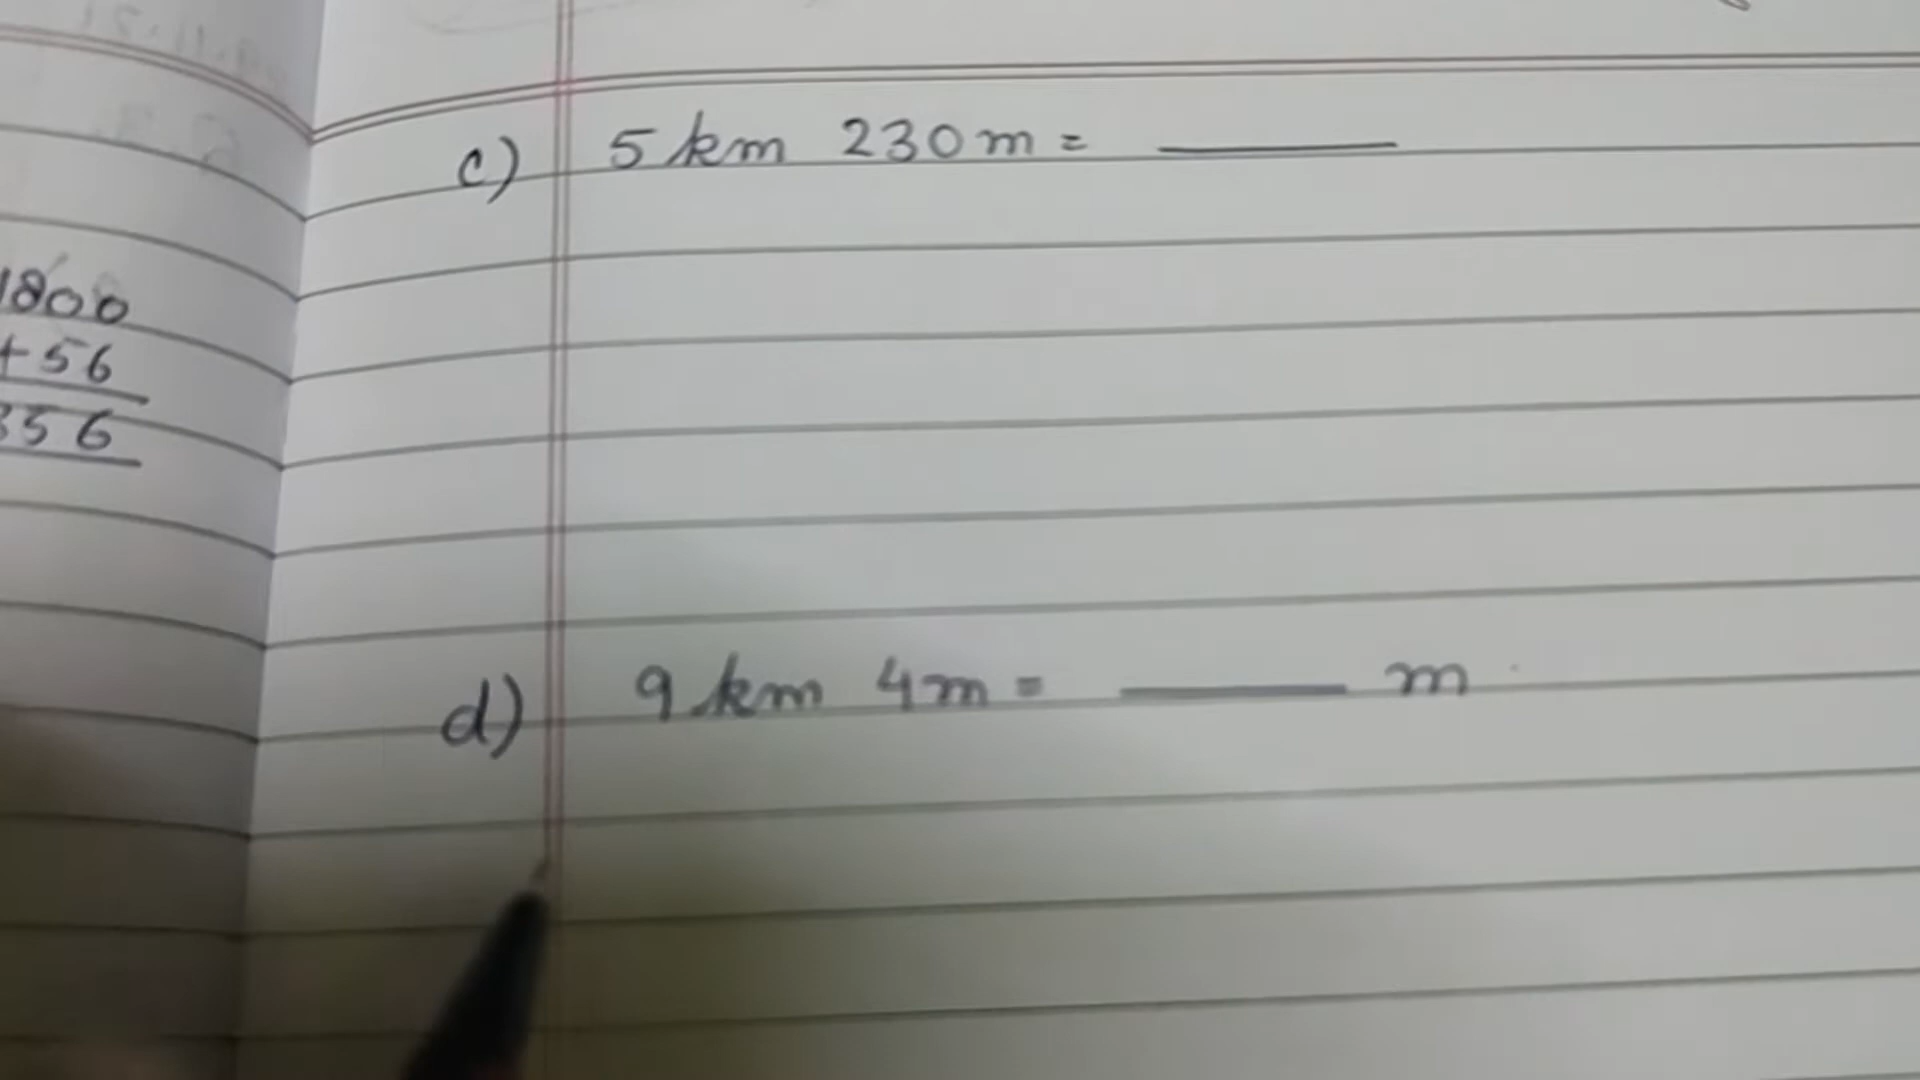 1800
+56
356
c) 5 km 230 m = ______
d) 9 km 4 m = ______ m